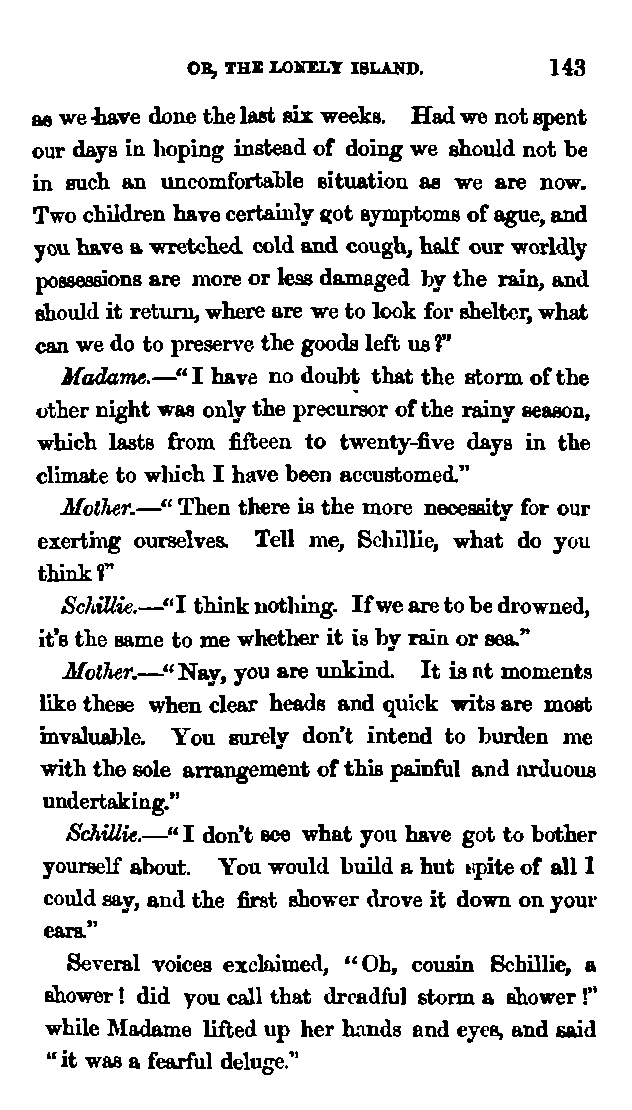 OR, THE LONELY ISLAND. 143
as we have done the last six weeks. Had we not spent
our days in hoping instead of doing we should not be
in such an uncomfortable situation as we are now.
Two children have certainly got symptoms of ague, and
you have a wretched cold and cough, half our worldly
possessions are more or less damaged by the rain, and
should it return, where are we to look for shelter, what
can we do to preserve the goods left us?"
Madame.—"I have no doubt that the storm of the
other night was only the precursor of the rainy season,
which lasts from fifteen to twenty-five days in the
climate to which I have been accustomed."
Mother.—"Then there is the more necessity for our
exerting ourselves. Tell me, Schillie, what do you
think?"
Schillie.—"I think nothing. If we are to be drowned,
it's the same to me whether it is by rain or sea."
Mother.—"Nay, you are unkind. It is at moments
like these when clear heads and quick wits are most
invaluable. You surely don't intend to burden me
with the sole arrangement of this painful and arduous
undertaking."
Schillie.—"I don't see what you have got to bother
yourself about. You would build a hut spite of all I
could say, and the first shower drove it down on your
ears."
Several voices exclaimed, "Oh, cousin Schillie, a
shower! did you call that dreadful storm a shower!"
while Madame lifted up her hands and eyes, and said
"it was a fearful deluge."